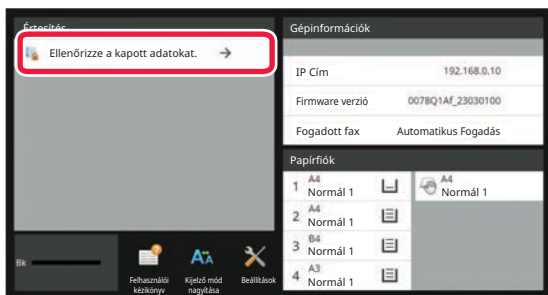 Értesítés
Ellenőrizze a kapott adatokat.
Gépinformációk
IP Cím 192.168.0.10
Firmware verzió 0078Q1Af_23030100
Fogadott fax Automatikus Fogadás
Papírfiók
1 A4
Normál 1
A4
Normál 1
2 A4
Normál 1
3 B4
Normál 1
4 A3
Normál 1
Bk
Felhasználói
kézikönyv
Kijelző mód
nagyítása
Beállítások